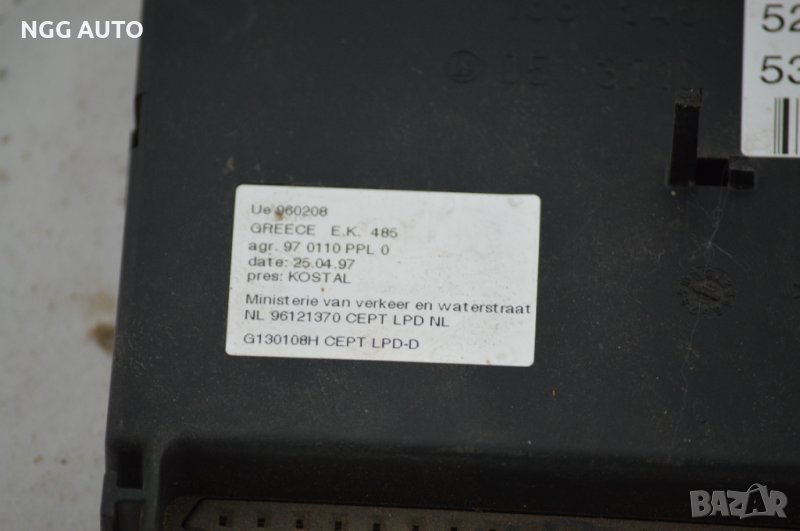 NGG AUTO
52
53
Ue 960208
GREECE E.K. 485
agr. 97 0110 PPL 0
date: 25.04.97
pres: KOSTAL
Ministerie van verkeer en waterstraat
NL 96121370 CEPT LPD NL
G130108H CEPT LPD-D
BAZAR